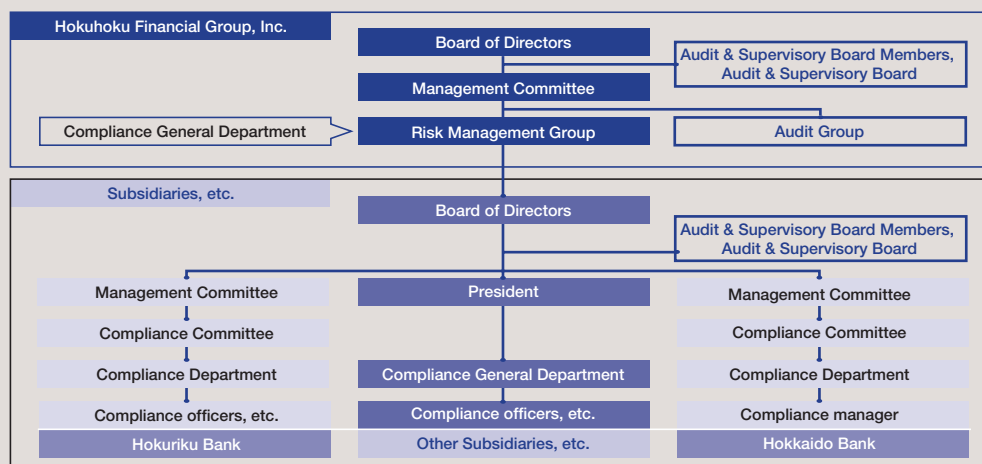 Hokuhoku Financial Group, Inc.
Board of Directors
Audit & Supervisory Board Members,
Audit & Supervisory Board
Management Committee
Compliance General Department
Risk Management Group
Audit Group
Subsidiaries, etc.
Board of Directors
Audit & Supervisory Board Members,
Audit & Supervisory Board
Management Committee
President
Management Committee
Compliance Committee
Compliance Committee
Compliance Department
Compliance General Department
Compliance Department
Compliance officers, etc.
Compliance officers, etc.
Compliance manager
Hokuriku Bank
Other Subsidiaries, etc.
Hokkaido Bank